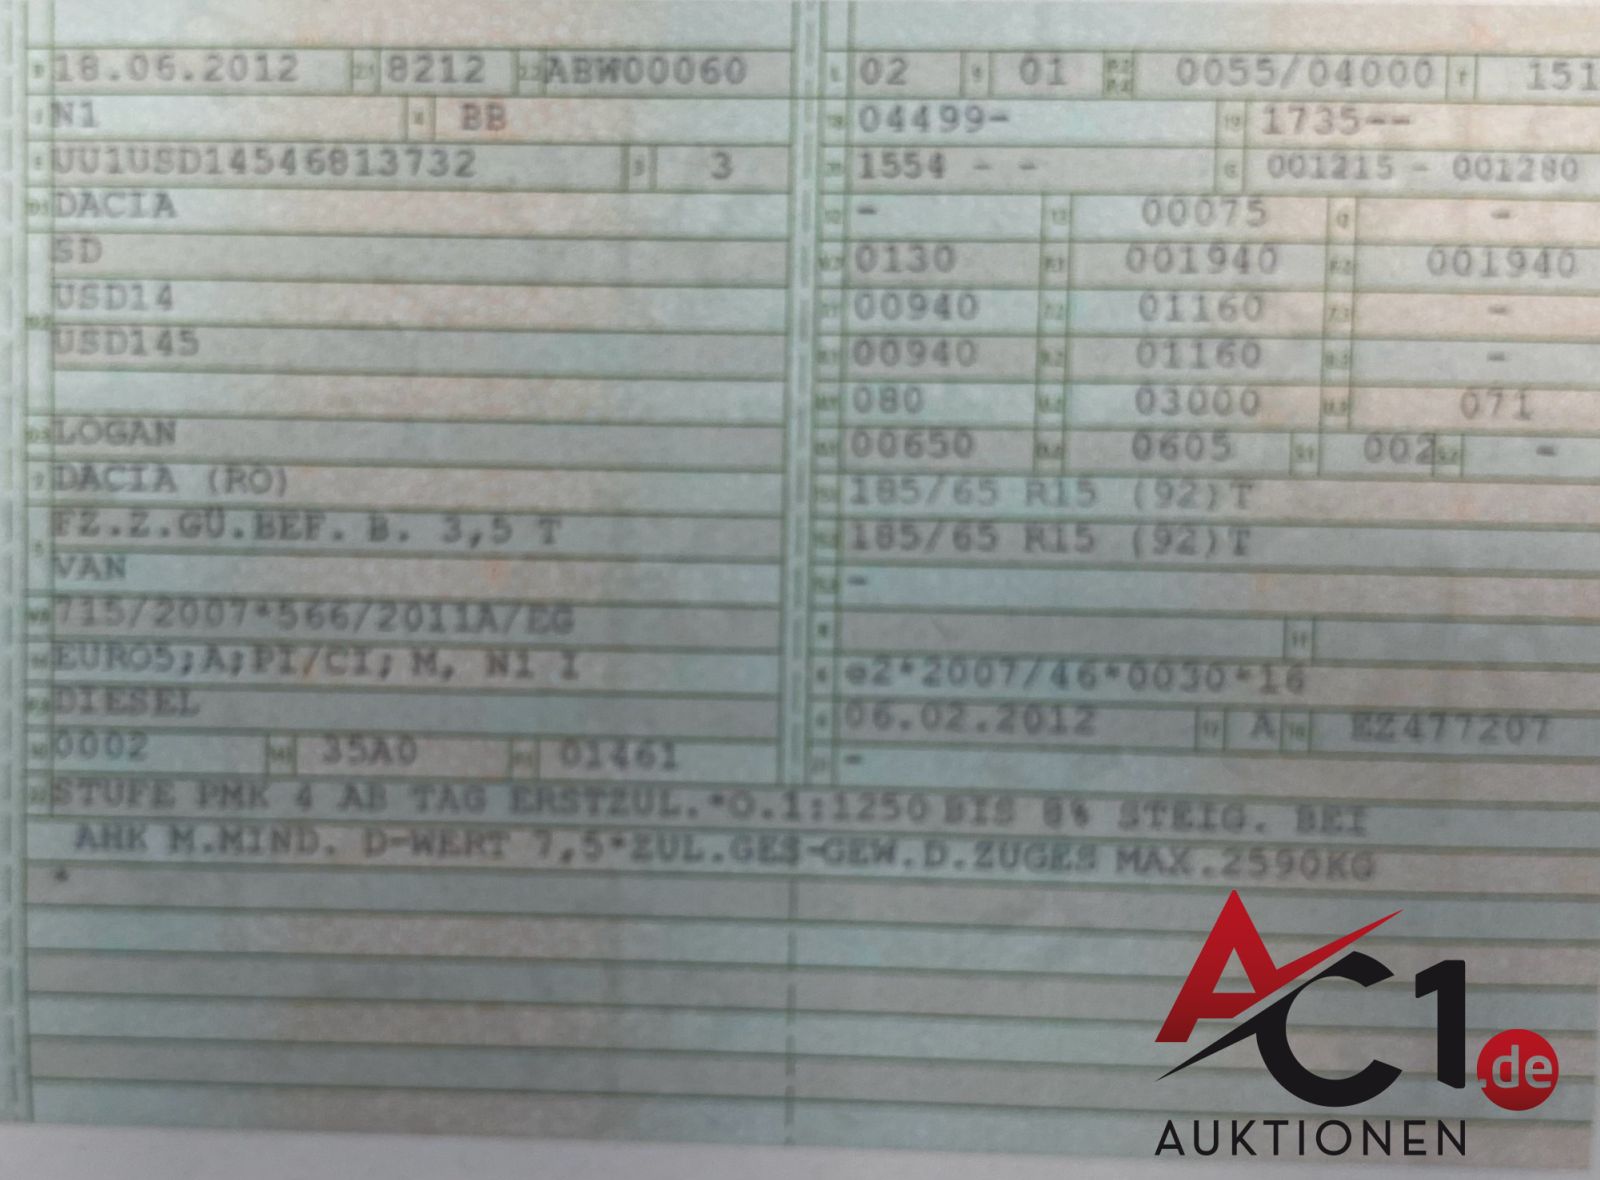 18.06.2012 8212 ABW00060
N1 BB
UU1USD14546813732 3
DACIA
SD
USD14
USD145
LOGAN
DACIA (RO)
FZ.Z.GÜ.BEF. B. 3,5 T
VAN
715/2007*566/2011A/EG
EURO5;A;PI/CI; M, N1 I
DIESEL
0002 35A0 01461
02 01 0055/04000 151
04499- 1735--
1554 - - 001215 - 001280
- 00075 -
0130 001940 001940
00940 01160 -
00940 01160 -
080 03000 071
00650 0605 002 -
185/65 R15 (92)T
185/65 R15 (92)T
-
e2*2007/46*0030*16
06.02.2012 A EZ477207
-
STUFE PMK 4 AB TAG ERSTZUL.*O.1:1250 BIS 8% STEIG. BEI
AHK M.MIND. D-WERT 7,5*ZUL.GES-GEW.D.ZUGES MAX.2590KG
*
AC1.de
AUKTIONEN